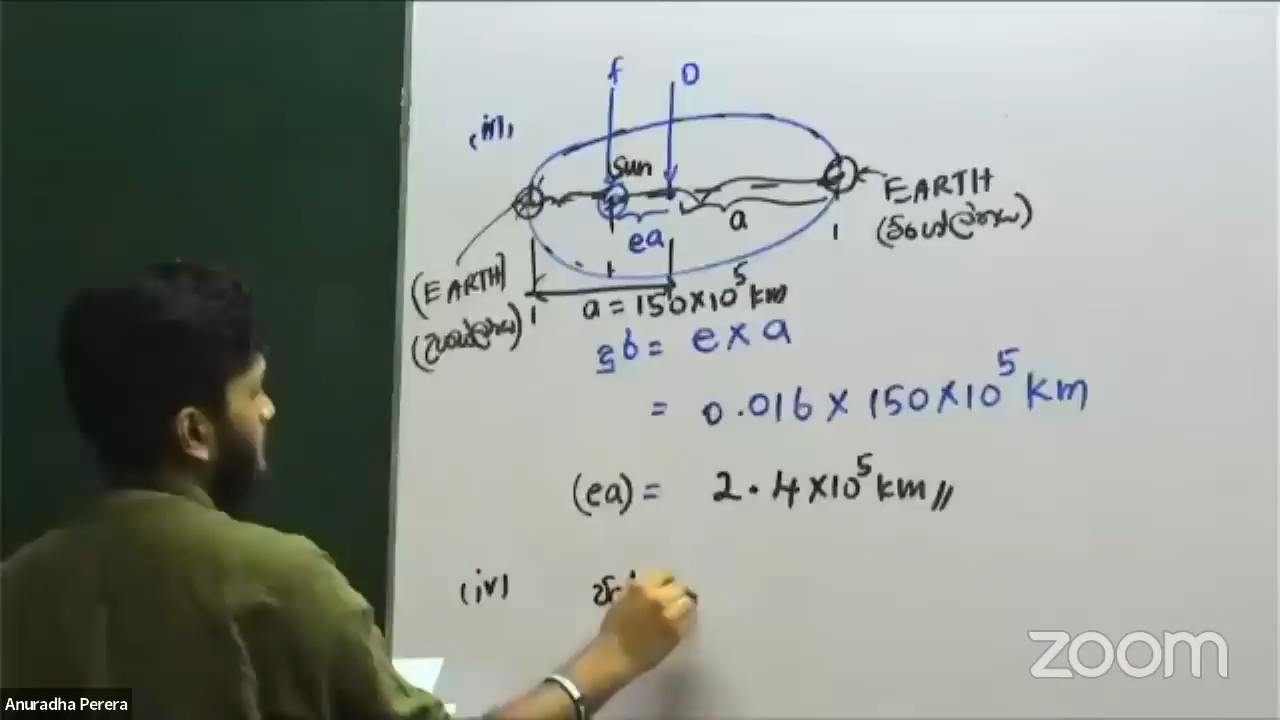 f O
(iii)
Sun
EARTH
ea a
(EARTH)
a = 150×10⁵ km
දුර = e × a
= 0.016 × 150×10⁵ km
(ea) = 2.4×10⁵ km //
(iv)
zoom
Anuradha Perera